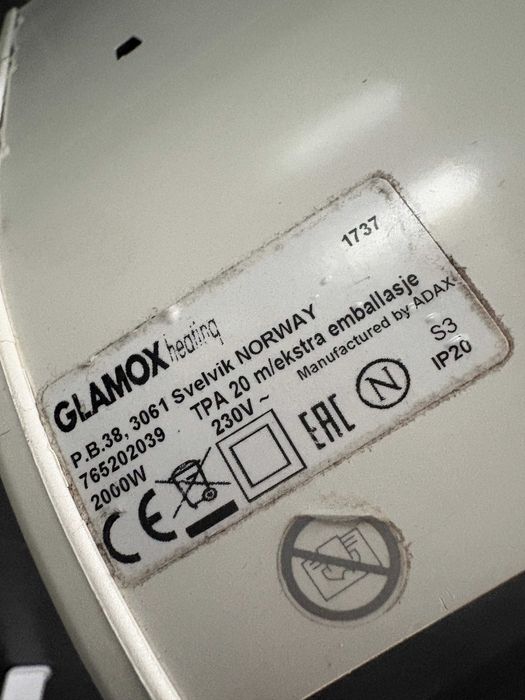 1737
GLAMOX heating
P.B.38, 3061 Svelvik NORWAY
765202039 TPA 20 m/ekstra emballasje
2000W 230V ~ Manufactured by ADAX
CE EAC N S3
IP20